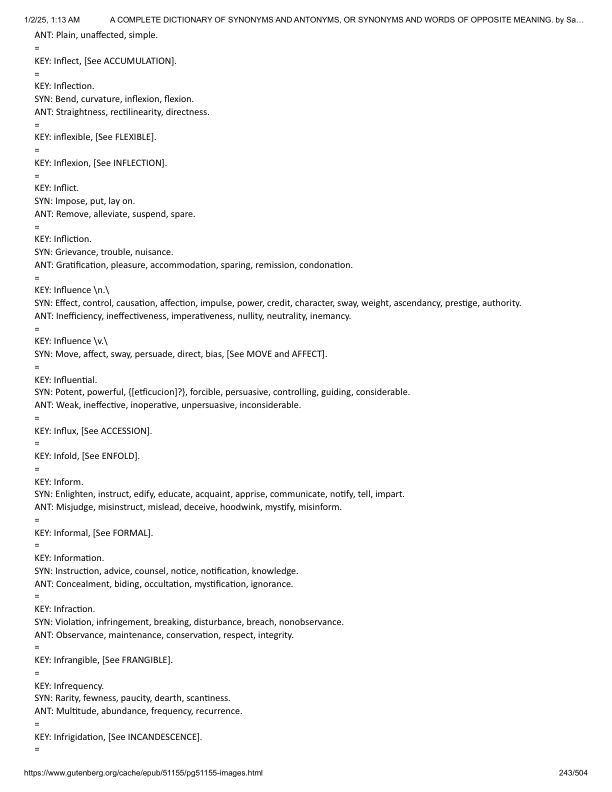 1/2/25, 1:13 AM A COMPLETE DICTIONARY OF SYNONYMS AND ANTONYMS, OR SYNONYMS AND WORDS OF OPPOSITE MEANING. by Sa…
ANT: Plain, unaffected, simple.
=
KEY: Inflect, [See ACCUMULATION].
=
KEY: Inflection.
SYN: Bend, curvature, inflexion, flexion.
ANT: Straightness, rectilinearity, directness.
=
KEY: inflexible, [See FLEXIBLE].
=
KEY: Inflexion, [See INFLECTION].
=
KEY: Inflict.
SYN: Impose, put, lay on.
ANT: Remove, alleviate, suspend, spare.
=
KEY: Infliction.
SYN: Grievance, trouble, nuisance.
ANT: Gratification, pleasure, accommodation, sparing, remission, condonation.
=
KEY: Influence \n.\
SYN: Effect, control, causation, affection, impulse, power, credit, character, sway, weight, ascendancy, prestige, authority.
ANT: Inefficiency, ineffectiveness, imperativeness, nullity, neutrality, inemancy.
=
KEY: Influence \v.\
SYN: Move, affect, sway, persuade, direct, bias, [See MOVE and AFFECT].
=
KEY: Influential.
SYN: Potent, powerful, {[etficucion]?}, forcible, persuasive, controlling, guiding, considerable.
ANT: Weak, ineffective, inoperative, unpersuasive, inconsiderable.
=
KEY: Influx, [See ACCESSION].
=
KEY: Infold, [See ENFOLD].
=
KEY: Inform.
SYN: Enlighten, instruct, edify, educate, acquaint, apprise, communicate, notify, tell, impart.
ANT: Misjudge, misinstruct, mislead, deceive, hoodwink, mystify, misinform.
=
KEY: Informal, [See FORMAL].
=
KEY: Information.
SYN: Instruction, advice, counsel, notice, notification, knowledge.
ANT: Concealment, biding, occultation, mystification, ignorance.
=
KEY: Infraction.
SYN: Violation, infringement, breaking, disturbance, breach, nonobservance.
ANT: Observance, maintenance, conservation, respect, integrity.
=
KEY: Infrangible, [See FRANGIBLE].
=
KEY: Infrequency.
SYN: Rarity, fewness, paucity, dearth, scantiness.
ANT: Multitude, abundance, frequency, recurrence.
=
KEY: Infrigidation, [See INCANDESCENCE].
=
https://www.gutenberg.org/cache/epub/51155/pg51155-images.html 243/504